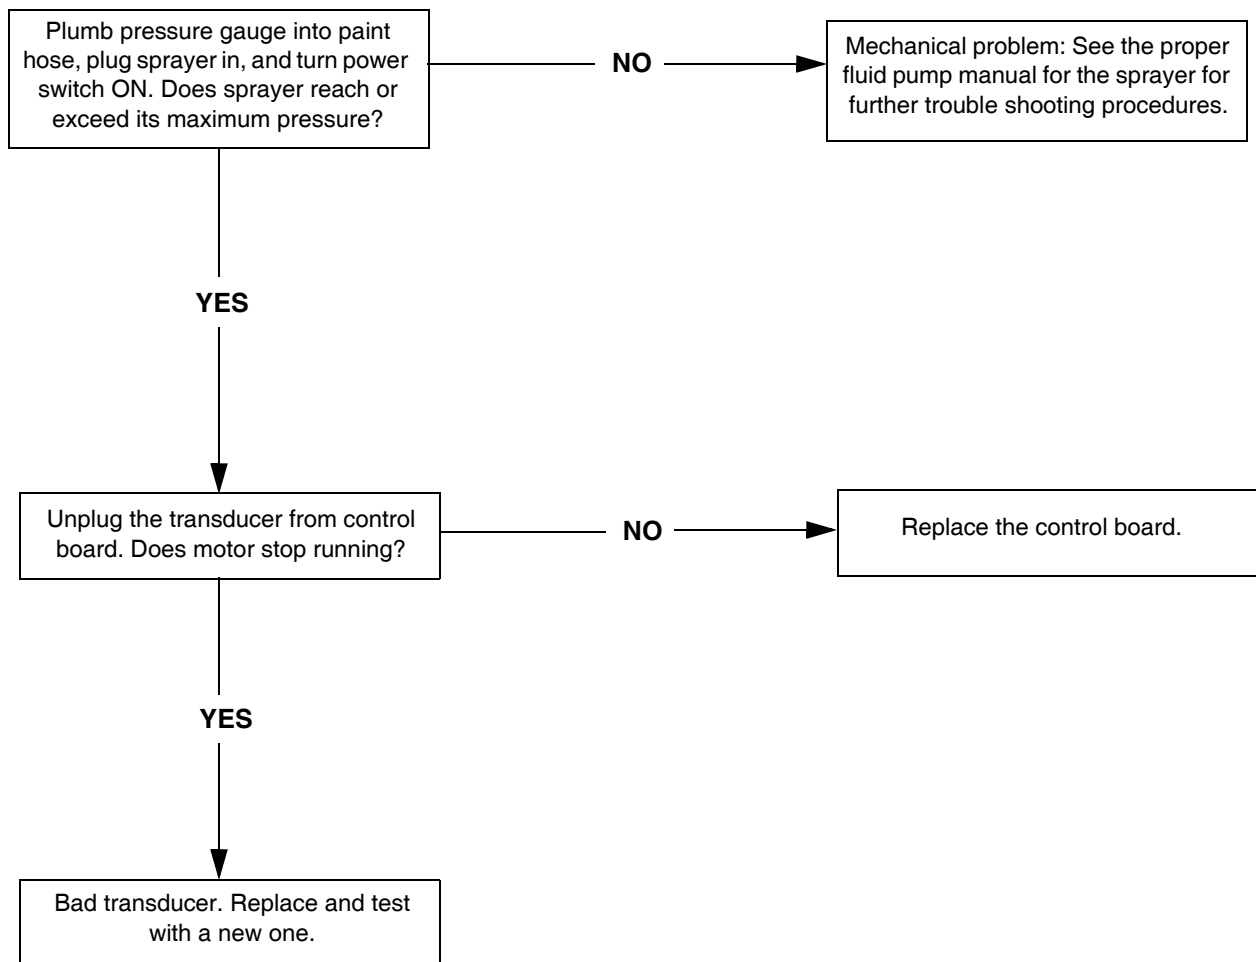 Plumb pressure gauge into paint
hose, plug sprayer in, and turn power
switch ON. Does sprayer reach or
exceed its maximum pressure?
NO
Mechanical problem: See the proper
fluid pump manual for the sprayer for
further trouble shooting procedures.
YES
Unplug the transducer from control
board. Does motor stop running?
NO
Replace the control board.
YES
Bad transducer. Replace and test
with a new one.